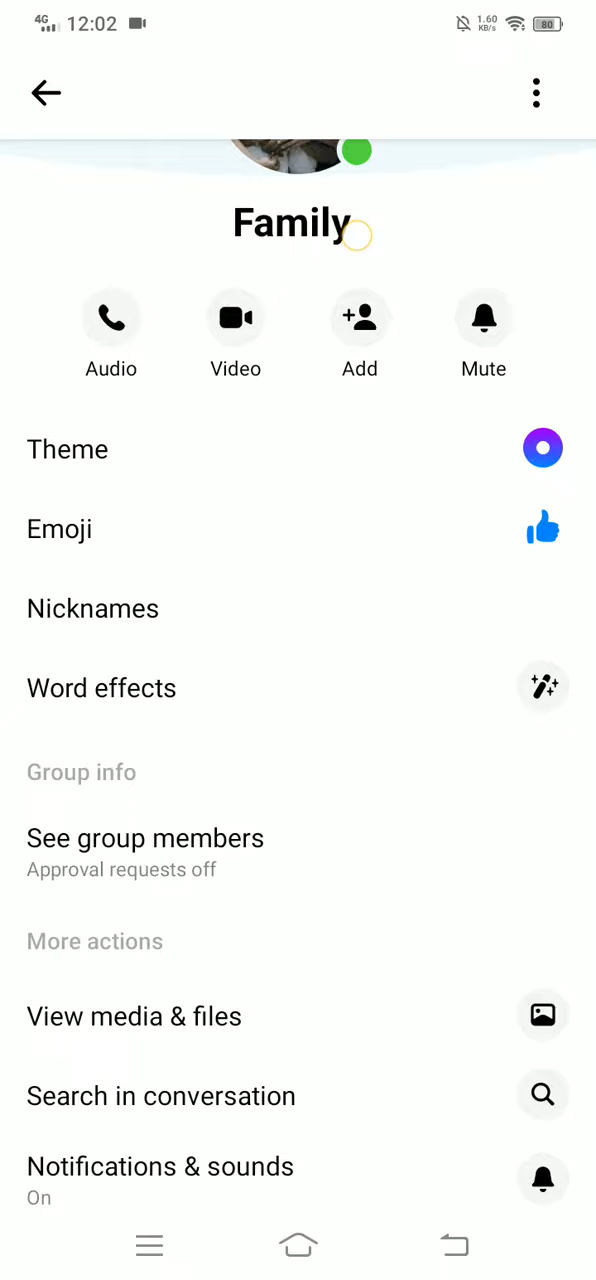 4G 12:02 1.60 KB/s 80
Family
Audio Video Add Mute
Theme
Emoji
Nicknames
Word effects
Group info
See group members
Approval requests off
More actions
View media & files
Search in conversation
Notifications & sounds
On